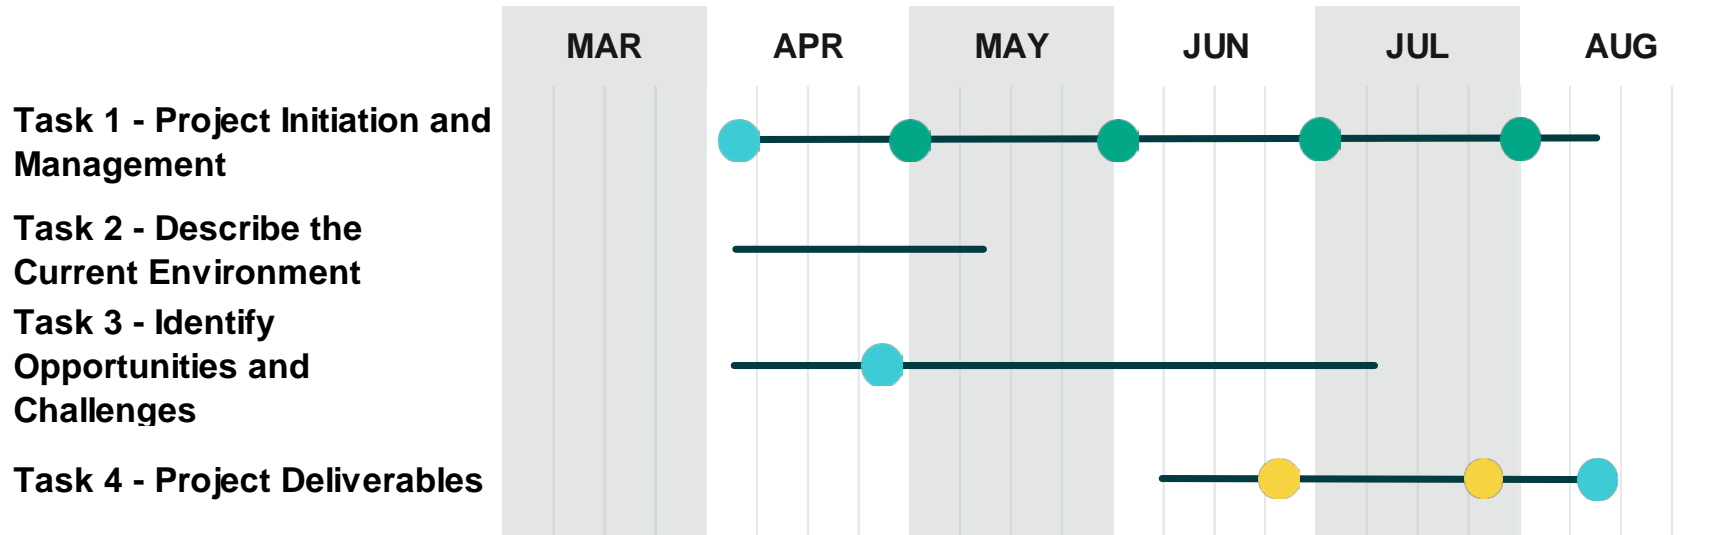 MAR APR MAY JUN JUL AUG
Task 1 - Project Initiation and
Management
Task 2 - Describe the
Current Environment
Task 3 - Identify
Opportunities and
Challenges
Task 4 - Project Deliverables